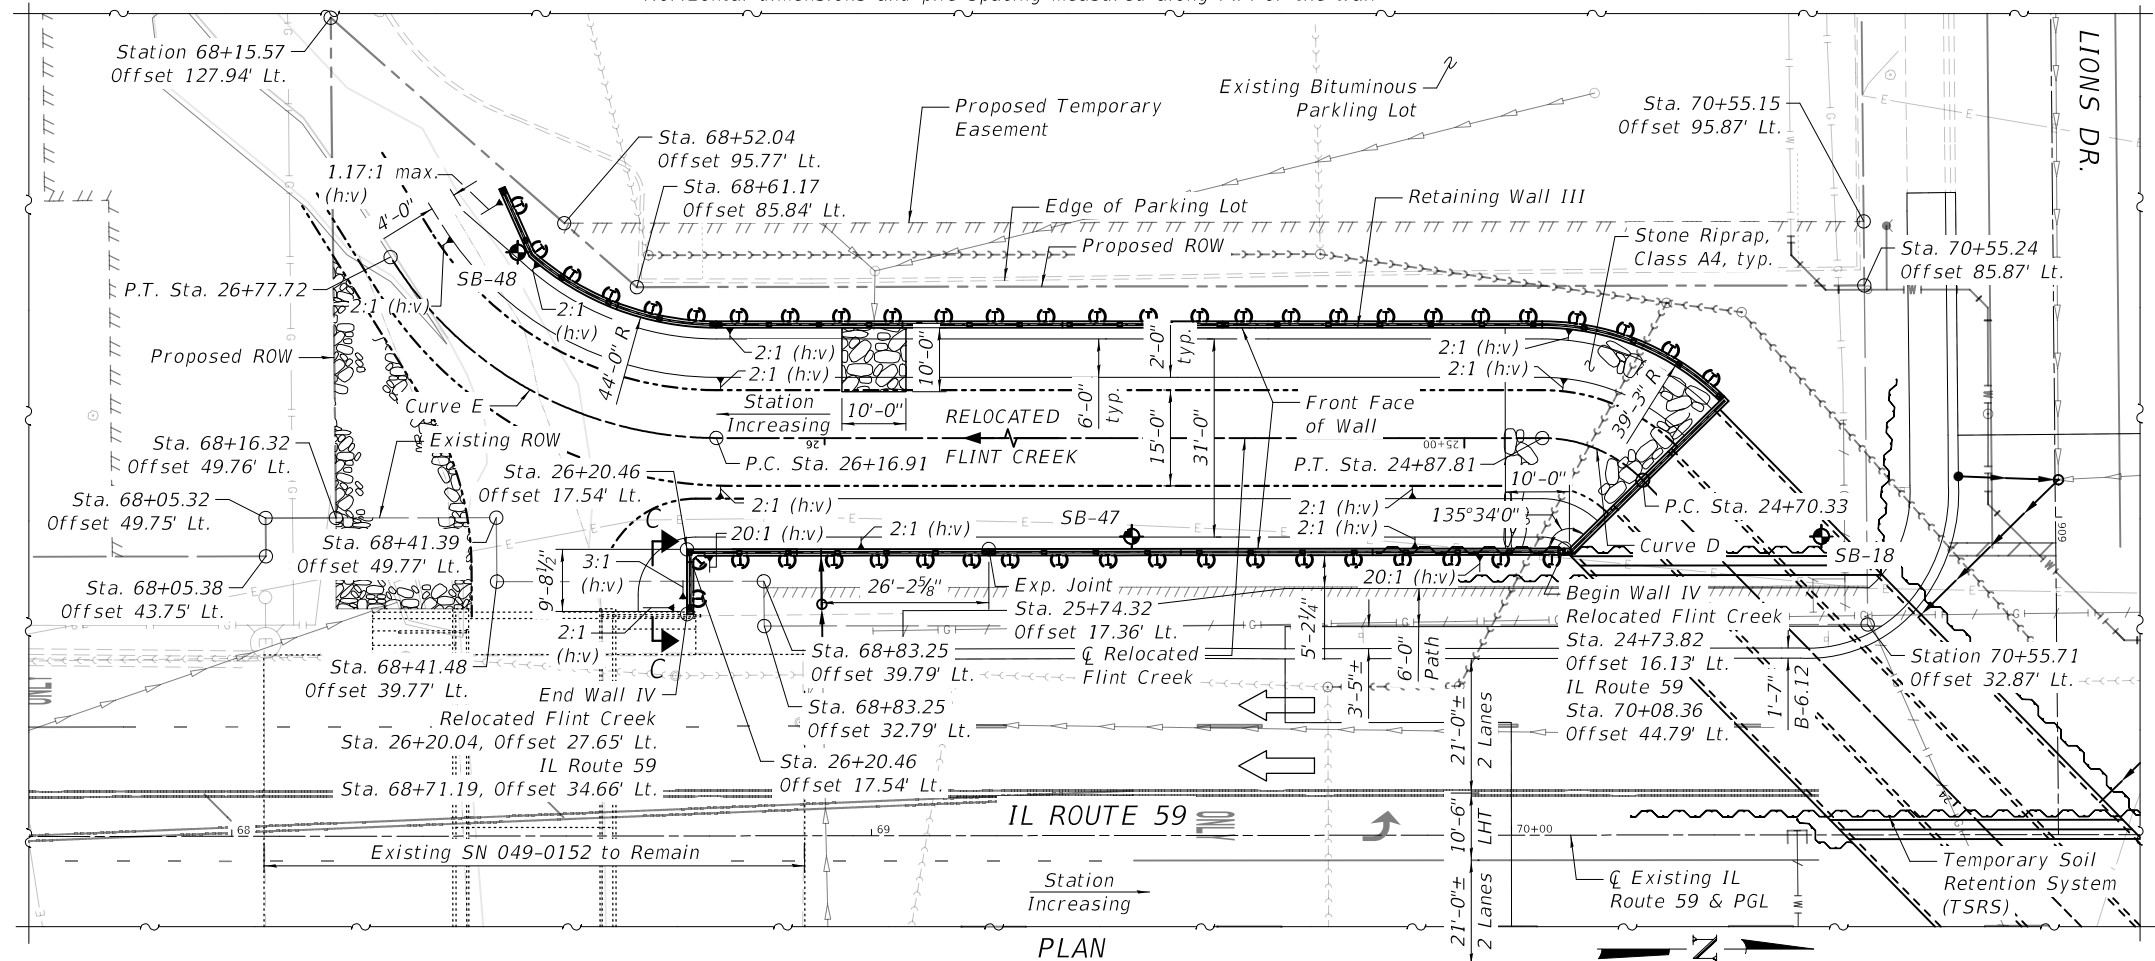 Station 68+15.57
Offset 127.94' Lt.
Existing Bituminous
Parkling Lot
Proposed Temporary
Easement
Sta. 70+55.15
Offset 95.87' Lt.
LIONS DR.
Sta. 68+52.04
Offset 95.77' Lt.
1.17:1 max.
(h:v)
Sta. 68+61.17
Offset 85.84' Lt.
Edge of Parking Lot
Retaining Wall III
4'-0"
Proposed ROW
Stone Riprap,
Class A4, typ.
Sta. 70+55.24
Offset 85.87' Lt.
SB-48
P.T. Sta. 26+77.72
2:1 (h:v)
2:1
(h:v)
Proposed ROW
44'-0" R
2:1 (h:v)
2:1 (h:v)
10'-0"
2'-0"
typ.
2:1 (h:v)
2:1 (h:v)
39'-3" R
Curve E
Station
Increasing
10'-0"
RELOCATED
FLINT CREEK
6'-0"
typ.
15'-0"
31'-0"
Front Face
of Wall
26
25+00
Sta. 68+16.32
Offset 49.76' Lt.
Existing ROW
Sta. 26+20.46
Offset 17.54' Lt.
P.C. Sta. 26+16.91
P.T. Sta. 24+87.81
10'-0"
Sta. 68+05.32
Offset 49.75' Lt.
2:1 (h:v)
2:1 (h:v)
2:1 (h:v)
135°34'0"
P.C. Sta. 24+70.33
C
20:1 (h:v)
2:1 (h:v)
SB-47
Sta. 68+41.39
Offset 49.77' Lt.
3:1
(h:v)
9'-8½"
Curve D
SB-18
606
Sta. 68+05.38
Offset 43.75' Lt.
26'-2⅝"
Exp. Joint
Sta. 25+74.32
Offset 17.36' Lt.
20:1 (h:v)
Begin Wall IV
Relocated Flint Creek
Sta. 24+73.82
Offset 16.13' Lt.
IL Route 59
Sta. 70+08.36
Offset 44.79' Lt.
2:1
(h:v)
C
Sta. 68+41.48
Offset 39.77' Lt.
Sta. 68+83.25
Offset 39.79' Lt.
℄ Relocated
Flint Creek
5'-2¼"
3'-5"±
6'-0"
Path
Station 70+55.71
Offset 32.87' Lt.
1'-7"
B-6.12
ONLY
End Wall IV
Relocated Flint Creek
Sta. 26+20.04, Offset 27.65' Lt.
IL Route 59
Sta. 68+71.19, Offset 34.66' Lt.
Sta. 68+83.25
Offset 32.79' Lt.
Sta. 26+20.46
Offset 17.54' Lt.
21'-0"±
2 Lanes
IL ROUTE 59
ONLY
10'-6"
LHT
24
68
69
70+00
Existing SN 049-0152 to Remain
Station
Increasing
℄ Existing IL
Route 59 & PGL
21'-0"±
2 Lanes
Temporary Soil
Retention System
(TSRS)
PLAN
N